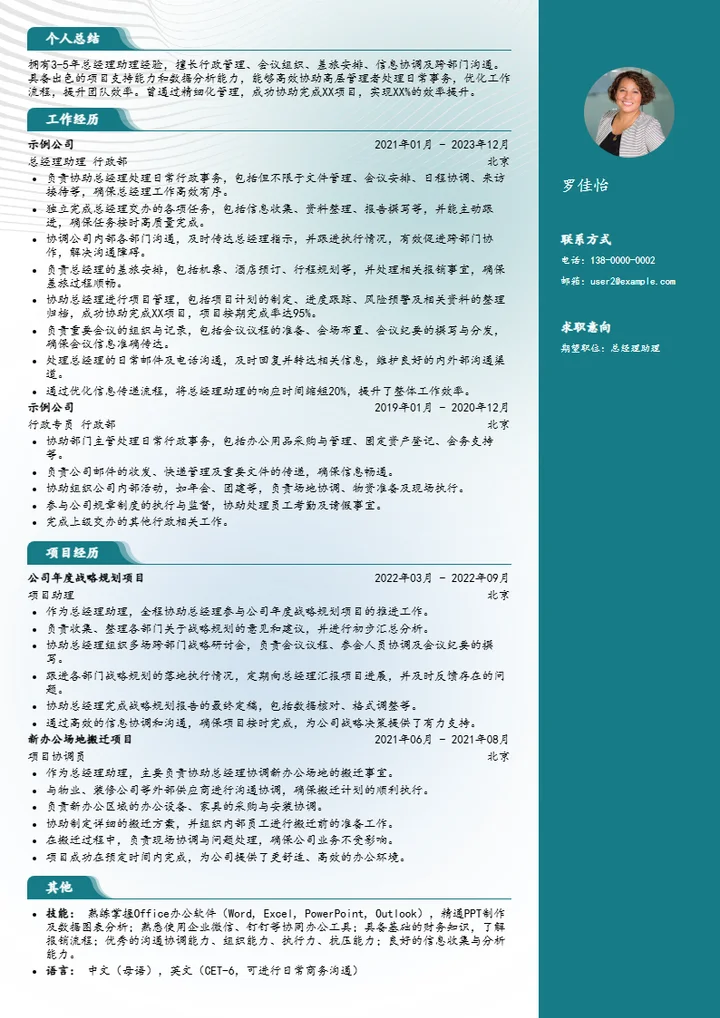 个人总结
拥有3-5年总经理助理经验，擅长行政管理、会议组织、差旅安排、信息协调及跨部门沟通。
具备出色的项目支持能力和数据分析能力，能够高效协助高层管理者处理日常事务，优化工作
流程，提升团队效率。曾通过精细化管理，成功协助完成XX项目，实现XX%的效率提升。
工作经历
示例公司 2021年01月 - 2023年12月
总经理助理 行政部 北京
• 负责协助总经理处理日常行政事务，包括但不限于文件管理、会议安排、日程协调、来访
接待等，确保总经理工作高效有序。
• 独立完成总经理交办的各项任务，包括信息收集、资料整理、报告撰写等，并能主动跟
进，确保任务按时高质量完成。
• 协调公司内部各部门沟通，及时传达总经理指示，并跟进执行情况，有效促进跨部门协
作，解决沟通障碍。
• 负责总经理的差旅安排，包括机票、酒店预订、行程规划等，并处理相关报销事宜，确保
差旅过程顺畅。
• 协助总经理进行项目管理，包括项目计划的制定、进度跟踪、风险预警及相关资料的整理
归档，成功协助完成XX项目，项目按期完成率达95%。
• 负责重要会议的组织与记录，包括会议议程的准备、会场布置、会议纪要的撰写与分发，
确保会议信息准确传达。
• 处理总经理的日常邮件及电话沟通，及时回复并转达相关信息，维护良好的内外部沟通渠
道。
• 通过优化信息传递流程，将总经理助理的响应时间缩短20%，提升了整体工作效率。
示例公司 2019年01月 - 2020年12月
行政专员 行政部 北京
• 协助部门主管处理日常行政事务，包括办公用品采购与管理、固定资产登记、会务支持
等。
• 负责公司邮件的收发、快递管理及重要文件的传递，确保信息畅通。
• 协助组织公司内部活动，如年会、团建等，负责场地协调、物资准备及现场执行。
• 参与公司规章制度的执行与监督，协助处理员工考勤及请假事宜。
• 完成上级交办的其他行政相关工作。
项目经历
公司年度战略规划项目 2022年03月 - 2022年09月
项目助理 北京
• 作为总经理助理，全程协助总经理参与公司年度战略规划项目的推进工作。
• 负责收集、整理各部门关于战略规划的意见和建议，并进行初步汇总分析。
• 协助总经理组织多场跨部门战略研讨会，负责会议议程、参会人员协调及会议纪要的撰
写。
• 跟进各部门战略规划的落地执行情况，定期向总经理汇报项目进展，并及时反馈存在的问
题。
• 协助总经理完成战略规划报告的最终定稿，包括数据核对、格式调整等。
• 通过高效的信息协调和沟通，确保项目按时完成，为公司战略决策提供了有力支持。
新办公场地搬迁项目 2021年06月 - 2021年08月
项目协调员 北京
• 作为总经理助理，主要负责协助总经理协调新办公场地的搬迁事宜。
• 与物业、装修公司等外部供应商进行沟通协调，确保搬迁计划的顺利执行。
• 负责新办公区域的办公设备、家具的采购与安装协调。
• 协助制定详细的搬迁方案，并组织内部员工进行搬迁前的准备工作。
• 在搬迁过程中，负责现场协调与问题处理，确保公司业务不受影响。
• 项目成功在预定时间内完成，为公司提供了更舒适、高效的办公环境。
其他
• 技能： 熟练掌握Office办公软件（Word, Excel, PowerPoint, Outlook），精通PPT制作
及数据图表分析；熟悉使用企业微信、钉钉等协同办公工具；具备基础的财务知识，了解
报销流程；优秀的沟通协调能力、组织能力、执行力、抗压能力；良好的信息收集与分析
能力。
• 语言： 中文（母语），英文（CET-6，可进行日常商务沟通）
罗佳怡
联系方式
电话：138-0000-0002
邮箱：user2@example.com
求职意向
期望职位：总经理助理